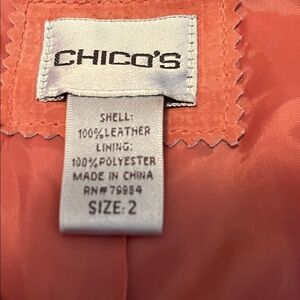 CHICO'S
SHELL:
100%LEATHER
LINING:
100%POLYESTER
MADE IN CHINA
RN#79984
SIZE:2